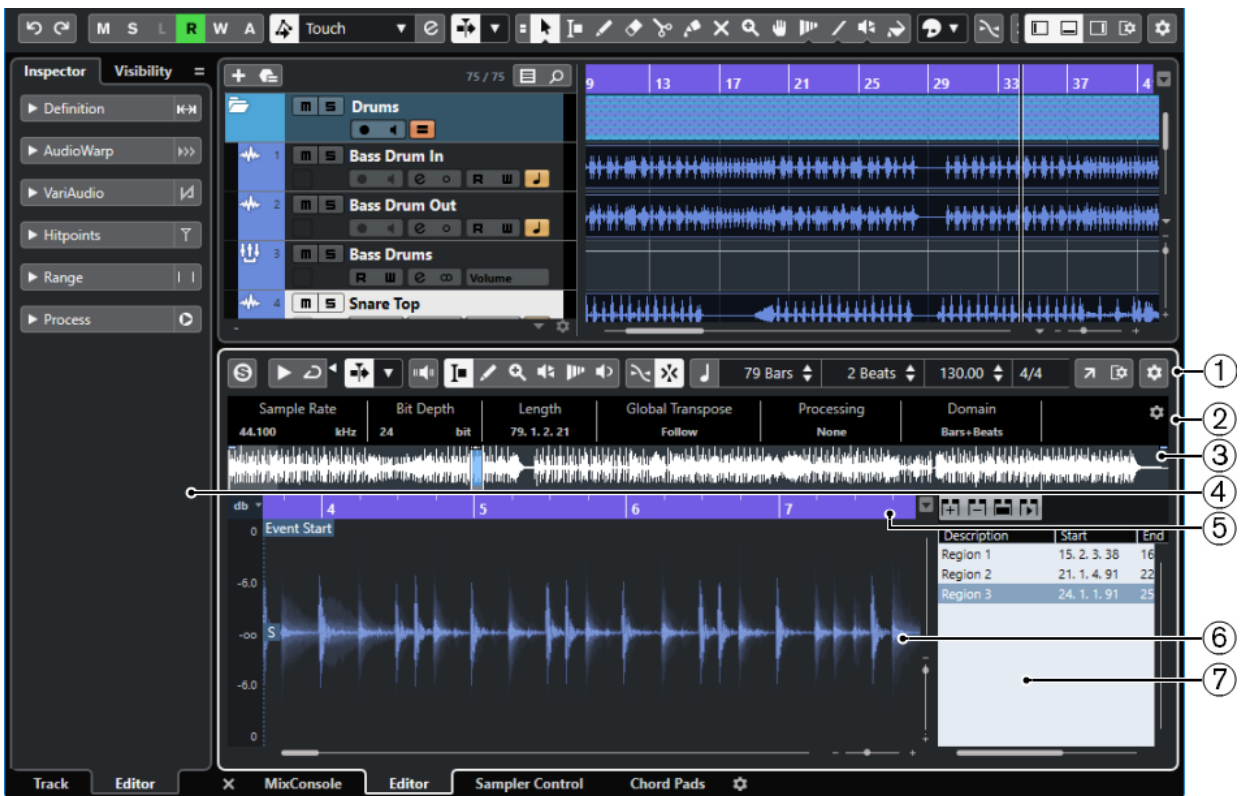 M S L R W A Touch
Inspector Visibility
Definition
AudioWarp
VariAudio
Hitpoints
Range
Process
75 / 75
9 13 17 21 25 29 33 37 4
m S Drums
1 m S Bass Drum In
e R W
2 m S Bass Drum Out
e R W
3 m S Bass Drums
R W e Volume
4 m S Snare Top
-
S 79 Bars 2 Beats 130.00 4/4
Sample Rate Bit Depth Length Global Transpose Processing Domain
44.100 kHz 24 bit 79. 1. 2. 21 Follow None Bars+Beats
db 4 5 6 7
Event Start
0
-6.0
-oo
S
-6.0
0
Description Start End
Region 1 15. 2. 3. 38 16
Region 2 21. 1. 4. 91 22
Region 3 24. 1. 1. 91 25
1
2
3
4
5
6
7
Track Editor MixConsole Editor Sampler Control Chord Pads